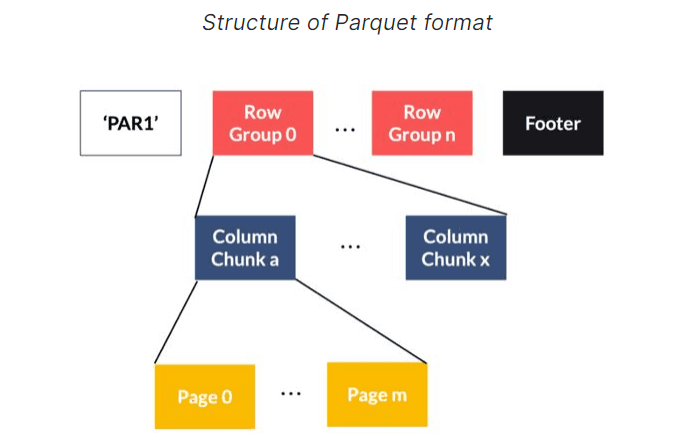 Structure of Parquet format
‘PAR1’
Row
Group 0
...
Row
Group n
Footer
Column
Chunk a
...
Column
Chunk x
Page 0
...
Page m